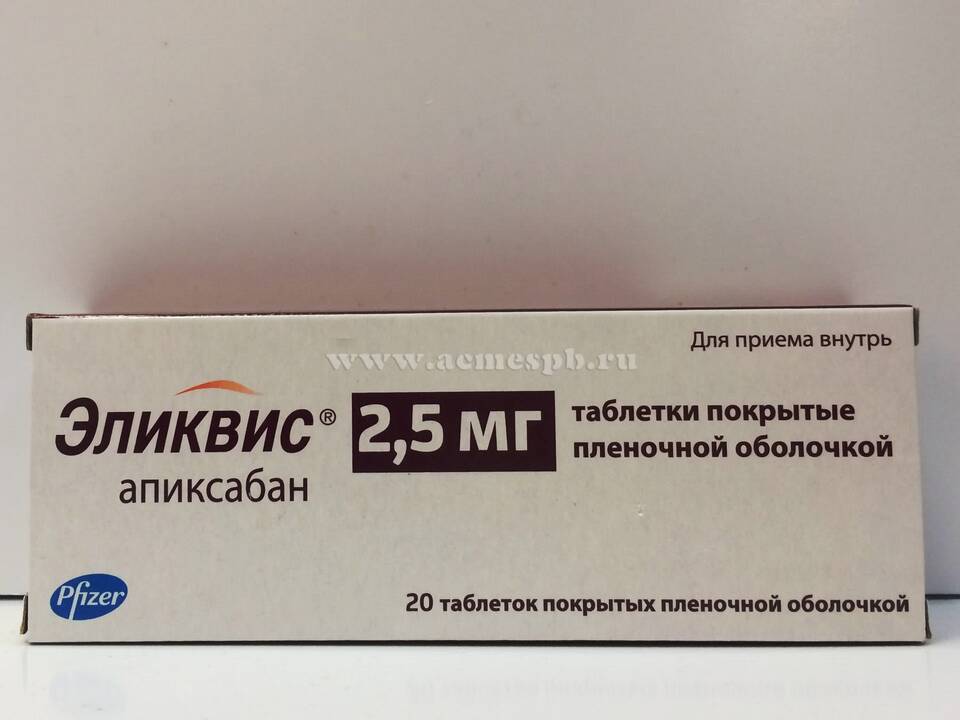 Для приема внутрь
www.acmespb.ru
Эликвис® 2,5 мг
апиксабан
таблетки покрытые
пленочной оболочкой
Pfizer
20 таблеток покрытых пленочной оболочкой